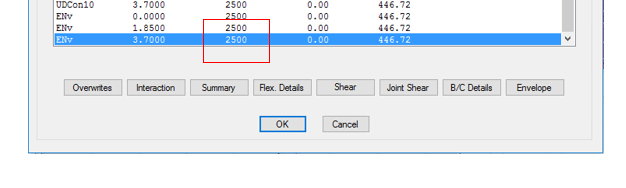 UDCon10 3.7000 2500 0.00 446.72
ENv 0.0000 2500 0.00 446.72
ENv 1.8500 2500 0.00 446.72
ENv 3.7000 2500 0.00 446.72
Overwrites Interaction Summary Flex. Details Shear Joint Shear B/C Details Envelope
OK Cancel